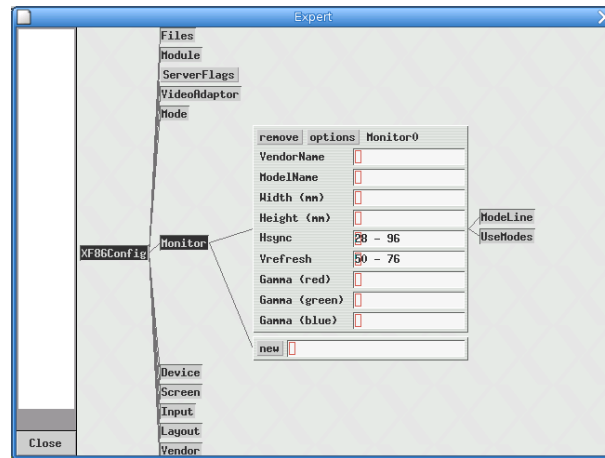 Expert
Files
Module
ServerFlags
VideoAdaptor
Mode
remove options Monitor0
VendorName
ModelName
Width (mm)
Height (mm)
Hsync 28 - 96
Vrefresh 50 - 76
Gamma (red)
Gamma (green)
Gamma (blue)
new
ModeLine
UseModes
XF86Config
Monitor
Device
Screen
Input
Layout
Vendor
Close